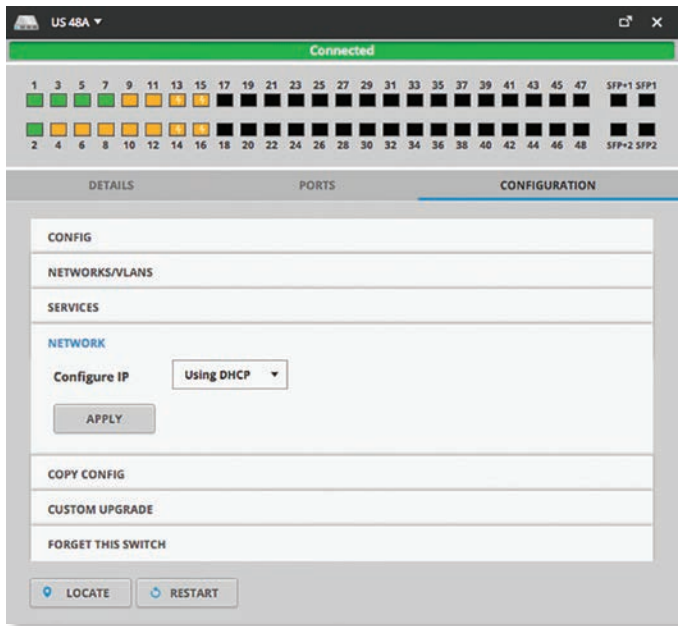 US 48A
Connected
1 3 5 7 9 11 13 15 17 19 21 23 25 27 29 31 33 35 37 39 41 43 45 47 SFP+1 SFP1
2 4 6 8 10 12 14 16 18 20 22 24 26 28 30 32 34 36 38 40 42 44 46 48 SFP+2 SFP2
DETAILS PORTS CONFIGURATION
CONFIG
NETWORKS/VLANS
SERVICES
NETWORK
Configure IP Using DHCP
APPLY
COPY CONFIG
CUSTOM UPGRADE
FORGET THIS SWITCH
LOCATE RESTART